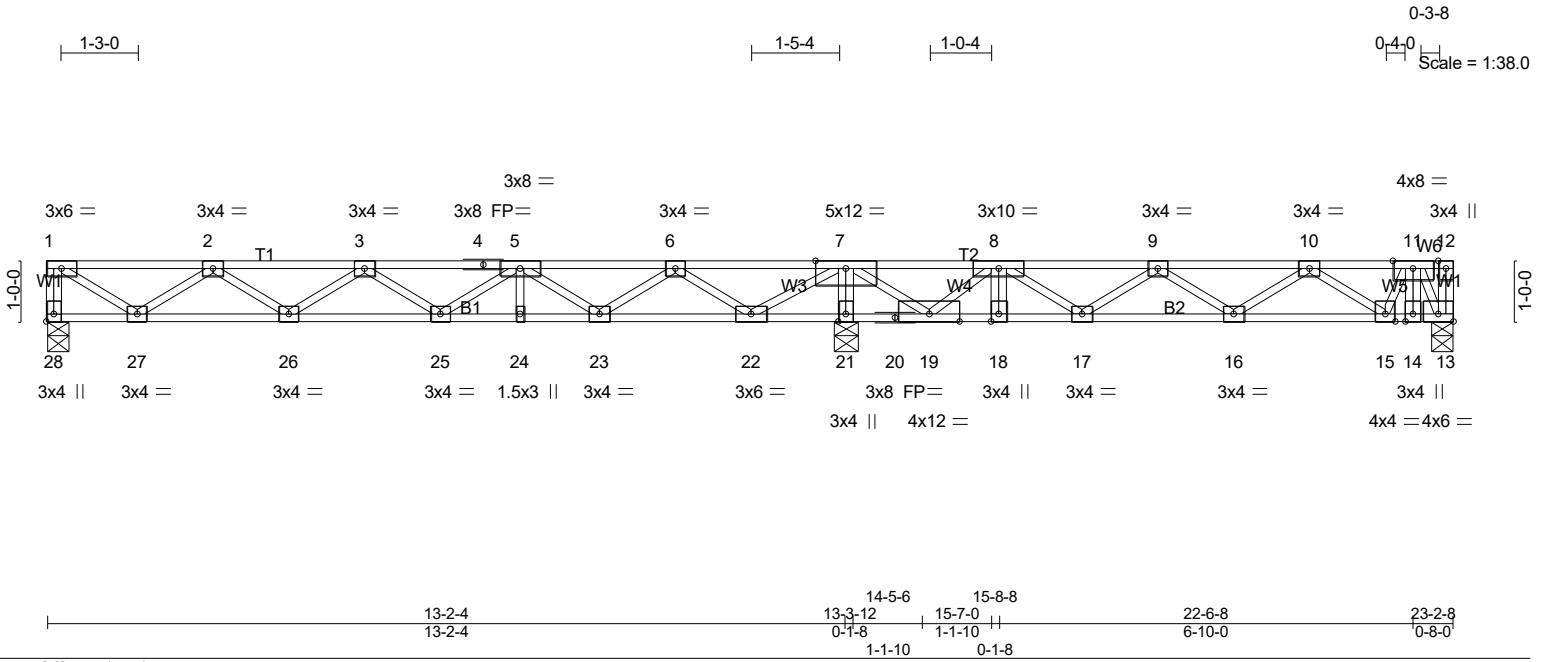 0-3-8
1-3-0 1-5-4 1-0-4 0-4-0
Scale = 1:38.0
3x8 = 4x8 =
3x6 = 3x4 = 3x4 = 3x8 FP= 3x4 = 5x12 = 3x10 = 3x4 = 3x4 = 3x4 ||
1 2 3 4 5 6 7 8 9 10 11 12
T1 T2 W6
W1 W3 W4 W5 W1
1-0-0 1-0-0
B1 B2
28 27 26 25 24 23 22 21 20 19 18 17 16 15 14 13
3x4 || 3x4 = 3x4 = 3x4 = 1.5x3 || 3x4 = 3x6 = 3x8 FP= 3x4 || 3x4 = 3x4 = 3x4 ||
3x4 || 4x12 = 4x4 = 4x6 =
14-5-6 15-8-8
13-2-4 13-3-12 15-7-0 22-6-8 23-2-8
13-2-4 0-1-8 1-1-10 6-10-0 0-8-0
1-1-10 0-1-8